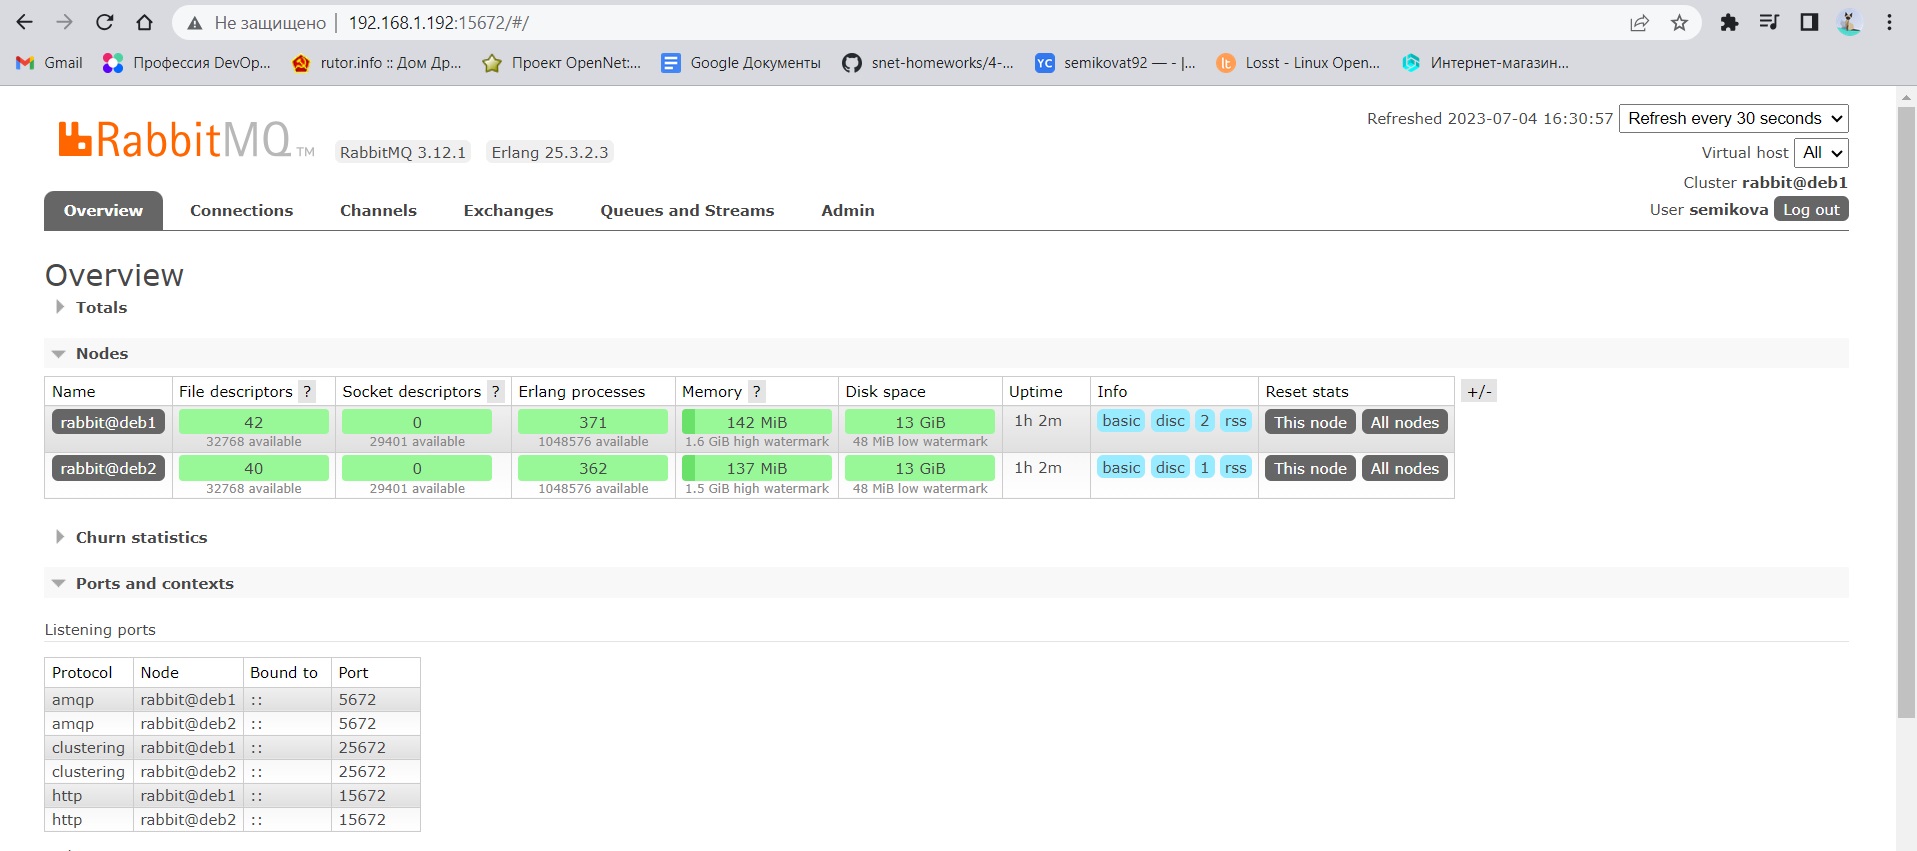 Не защищено | 192.168.1.192:15672/#/
Gmail Профессия DevOp... rutor.info :: Дом Др... Проект OpenNet:... Google Документы snet-homeworks/4-... YC semikovat92 — - |... lt Losst - Linux Open... Интернет-магазин...
RabbitMQ TM RabbitMQ 3.12.1 Erlang 25.3.2.3
Refreshed 2023-07-04 16:30:57 Refresh every 30 seconds
Virtual host All
Cluster rabbit@deb1
User semikova Log out
Overview Connections Channels Exchanges Queues and Streams Admin
Overview
Totals
Nodes
Name File descriptors ? Socket descriptors ? Erlang processes Memory ? Disk space Uptime Info Reset stats +/-
rabbit@deb1 42 0 371 142 MiB 13 GiB 1h 2m basic disc 2 rss This node All nodes
32768 available 29401 available 1048576 available 1.6 GiB high watermark 48 MiB low watermark
rabbit@deb2 40 0 362 137 MiB 13 GiB 1h 2m basic disc 1 rss This node All nodes
32768 available 29401 available 1048576 available 1.5 GiB high watermark 48 MiB low watermark
Churn statistics
Ports and contexts
Listening ports
Protocol Node Bound to Port
amqp rabbit@deb1 :: 5672
amqp rabbit@deb2 :: 5672
clustering rabbit@deb1 :: 25672
clustering rabbit@deb2 :: 25672
http rabbit@deb1 :: 15672
http rabbit@deb2 :: 15672